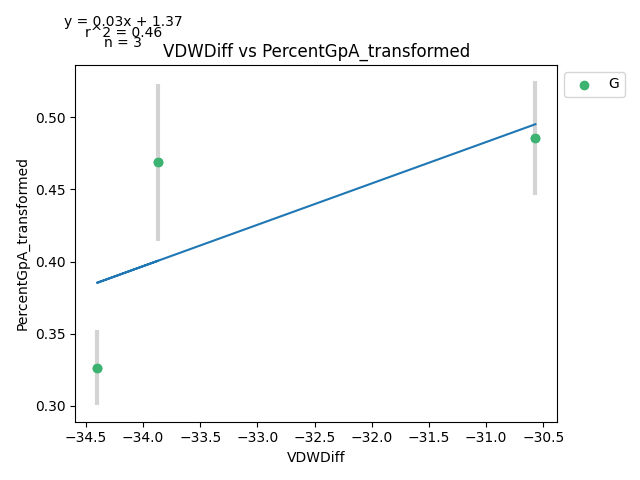 y = 0.03x + 1.37
r^2 = 0.46
n = 3
VDWDiff vs PercentGpA_transformed
G
PercentGpA_transformed
0.50
0.45
0.40
0.35
0.30
−34.5 −34.0 −33.5 −33.0 −32.5 −32.0 −31.5 −31.0 −30.5
VDWDiff